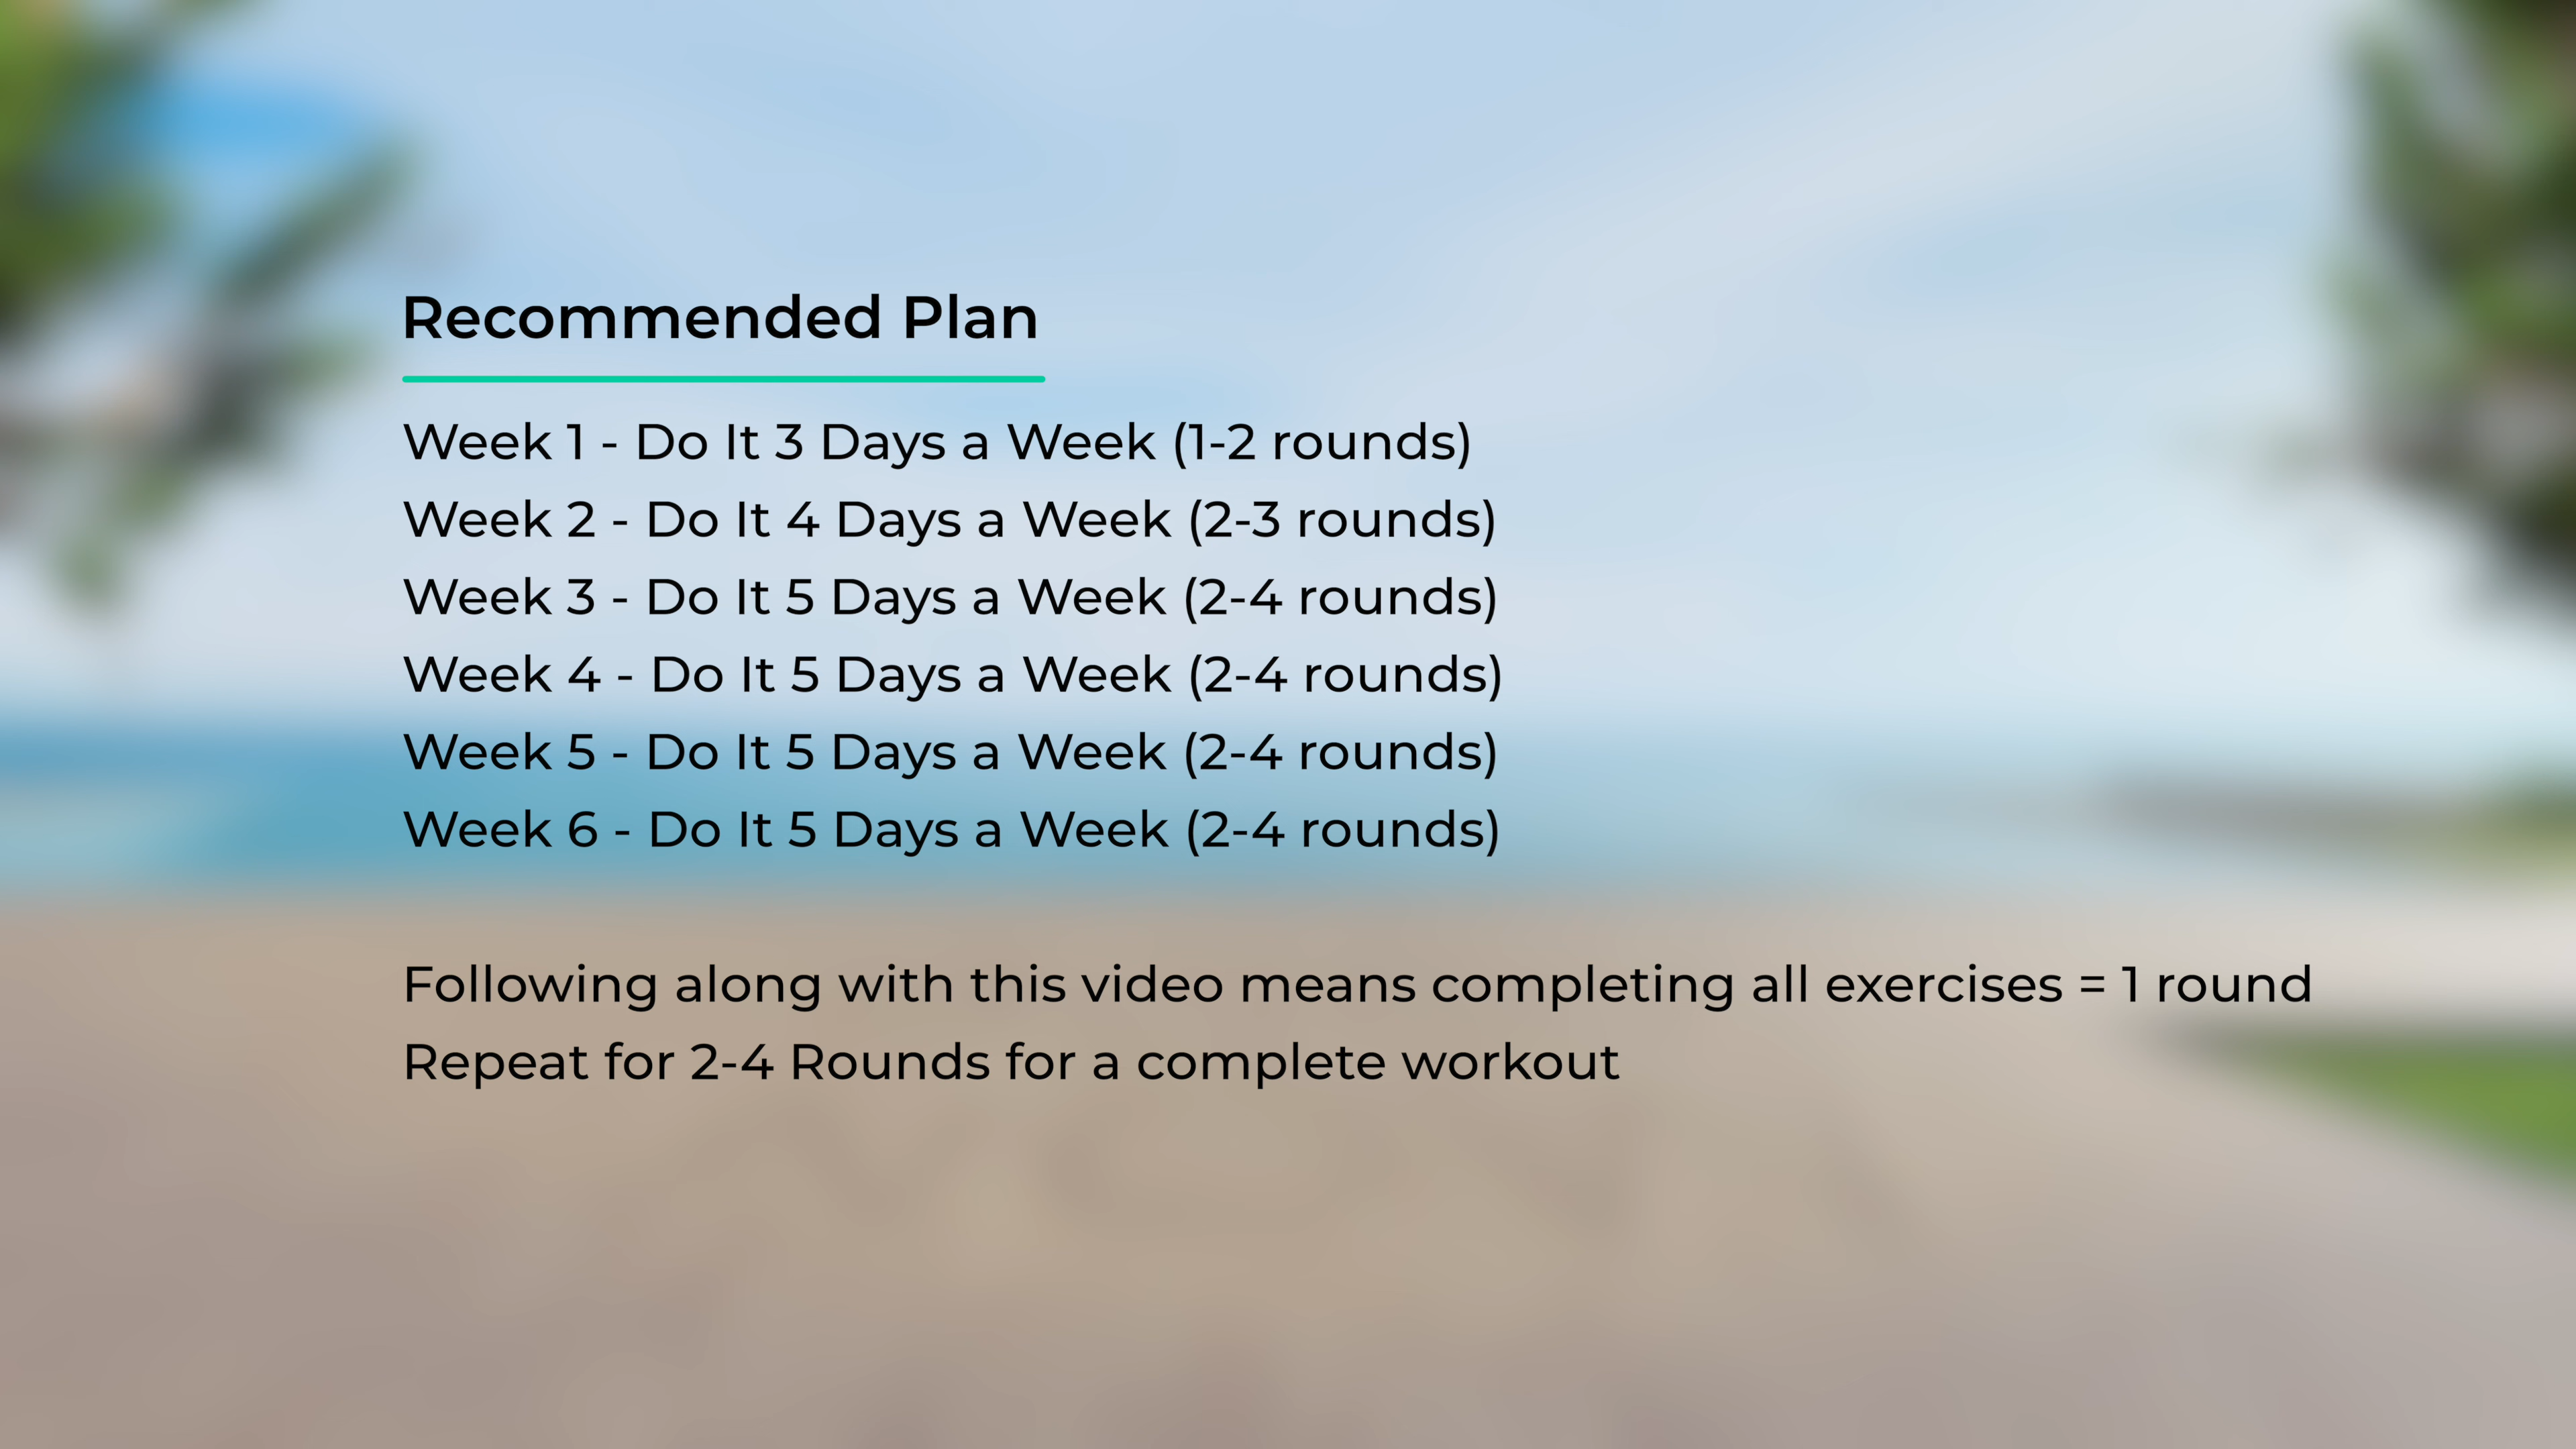 Recommended Plan
Week 1 - Do It 3 Days a Week (1-2 rounds)
Week 2 - Do It 4 Days a Week (2-3 rounds)
Week 3 - Do It 5 Days a Week (2-4 rounds)
Week 4 - Do It 5 Days a Week (2-4 rounds)
Week 5 - Do It 5 Days a Week (2-4 rounds)
Week 6 - Do It 5 Days a Week (2-4 rounds)
Following along with this video means completing all exercises = 1 round
Repeat for 2-4 Rounds for a complete workout